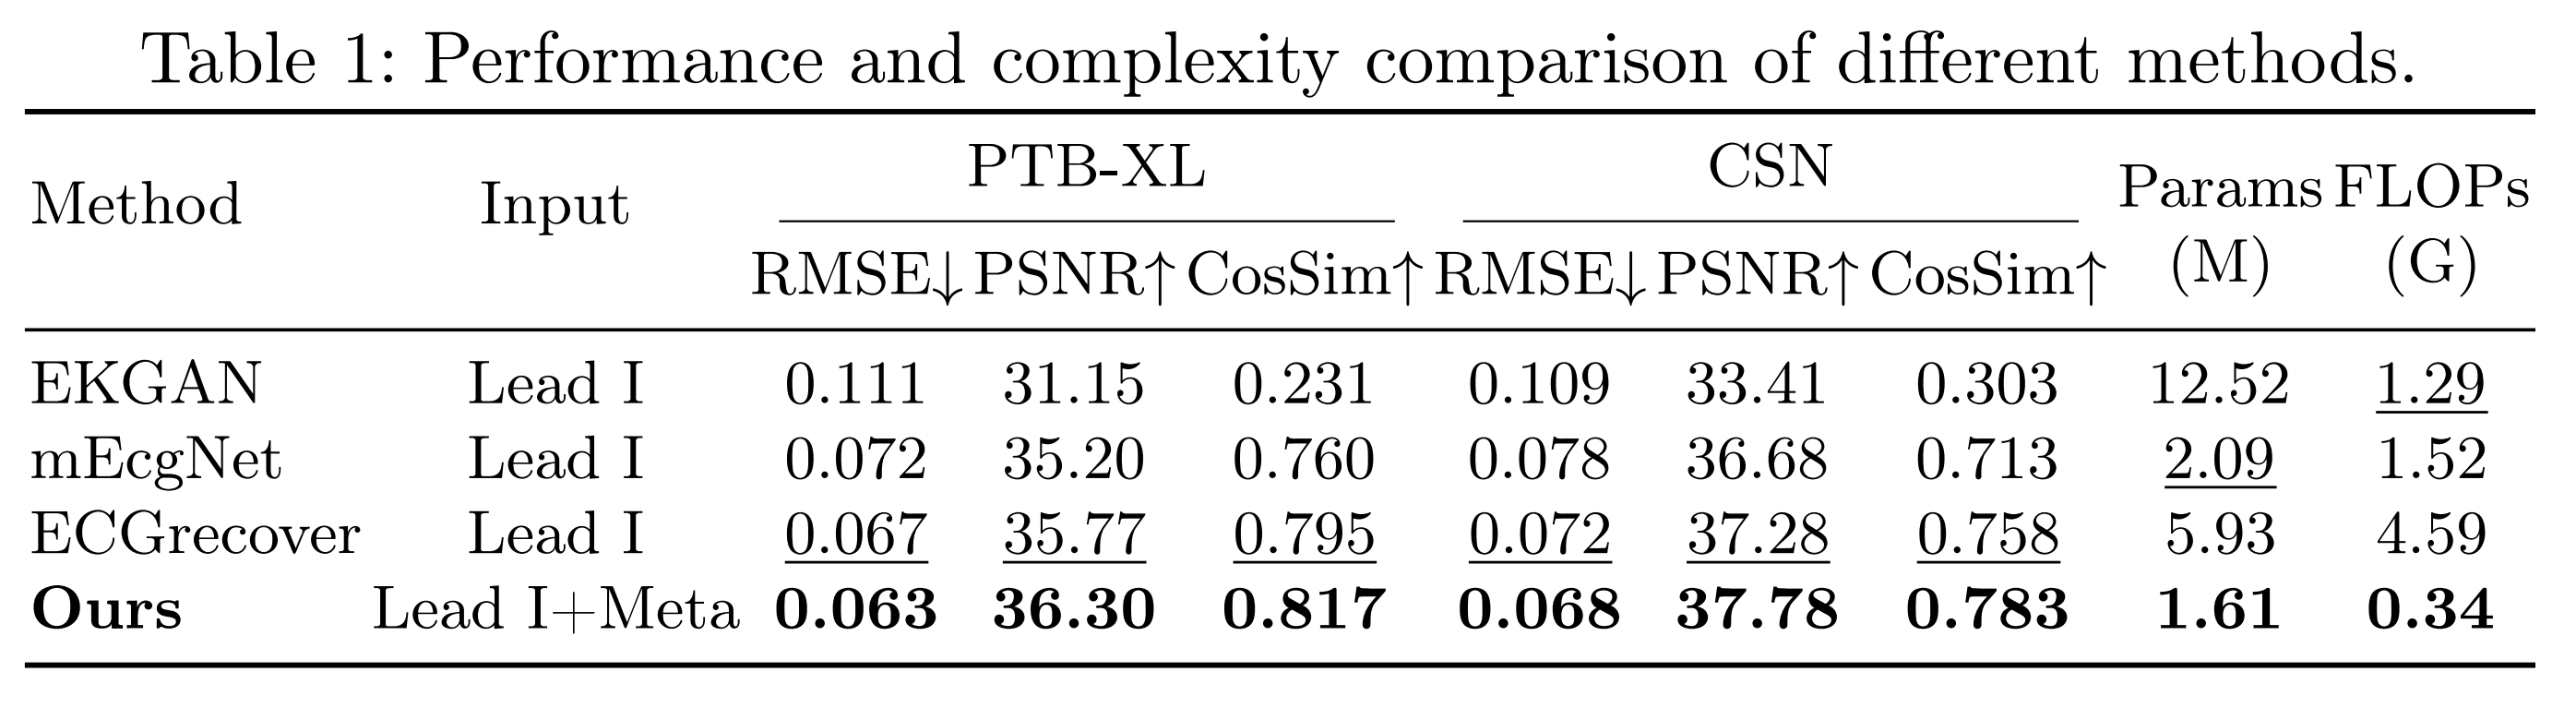 Table 1: Performance and complexity comparison of different methods.
Method Input PTB-XL CSN Params (M) FLOPs (G)
RMSE↓ PSNR↑ CosSim↑ RMSE↓ PSNR↑ CosSim↑
EKGAN Lead I 0.111 31.15 0.231 0.109 33.41 0.303 12.52 1.29
mEcgNet Lead I 0.072 35.20 0.760 0.078 36.68 0.713 2.09 1.52
ECGrecover Lead I 0.067 35.77 0.795 0.072 37.28 0.758 5.93 4.59
Ours Lead I+Meta 0.063 36.30 0.817 0.068 37.78 0.783 1.61 0.34